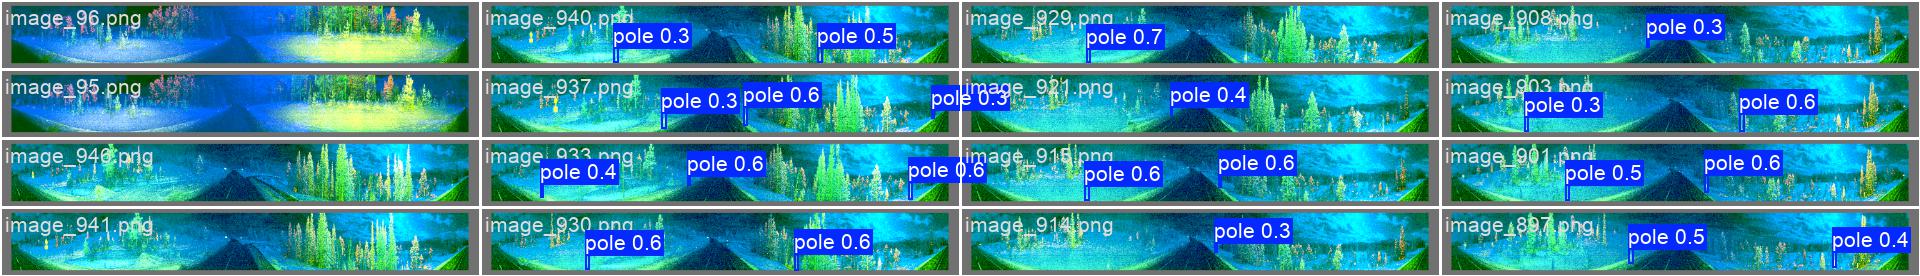 image_96.png
image_940.png
pole 0.3
pole 0.5
image_929.png
pole 0.7
image_908.png
pole 0.3
image_95.png
image_937.png
pole 0.3
pole 0.6
pole 0.3
image_921.png
pole 0.4
image_903.png
pole 0.3
pole 0.6
image_946.png
image_933.png
pole 0.4
pole 0.6
pole 0.6
image_915.png
pole 0.6
pole 0.6
image_901.png
pole 0.5
pole 0.6
image_941.png
image_930.png
pole 0.6
pole 0.6
image_914.png
pole 0.3
image_897.png
pole 0.5
pole 0.4